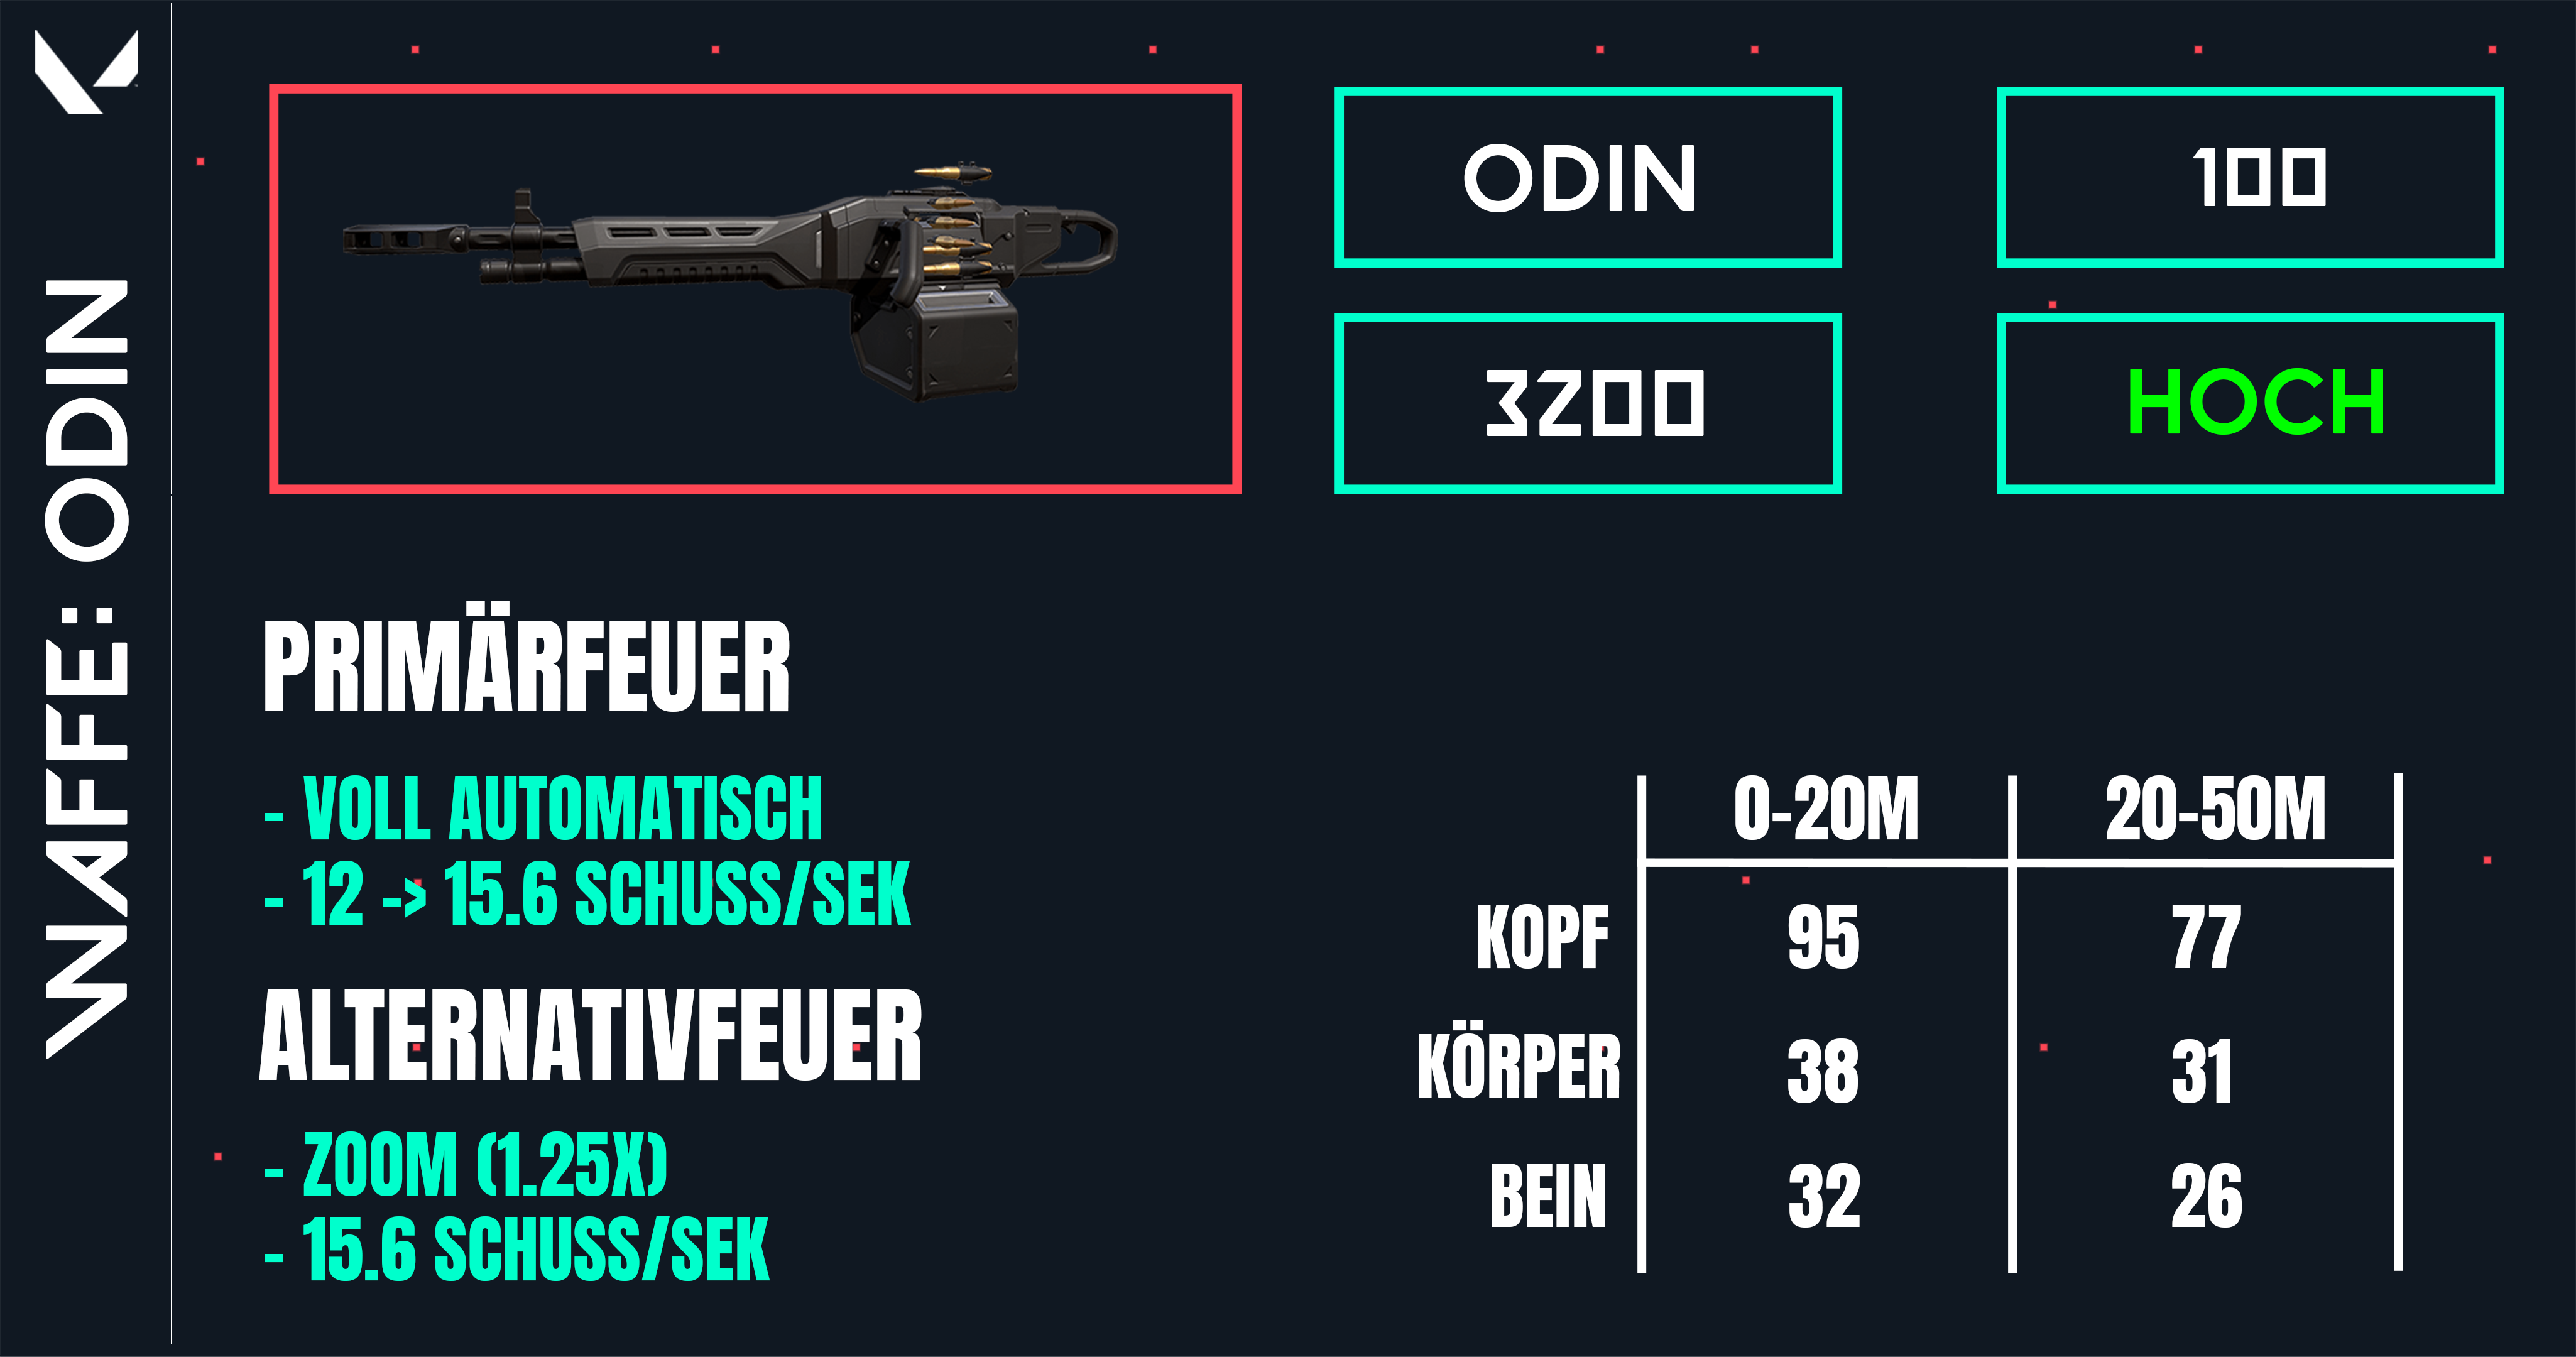 WAFFE: ODIN
ODIN
100
3200
HOCH
PRIMÄRFEUER
- VOLL AUTOMATISCH
- 12 -> 15.6 SCHUSS/SEK
ALTERNATIVFEUER
- ZOOM (1.25X)
- 15.6 SCHUSS/SEK
0-20M 20-50M
KOPF 95 77
KÖRPER 38 31
BEIN 32 26